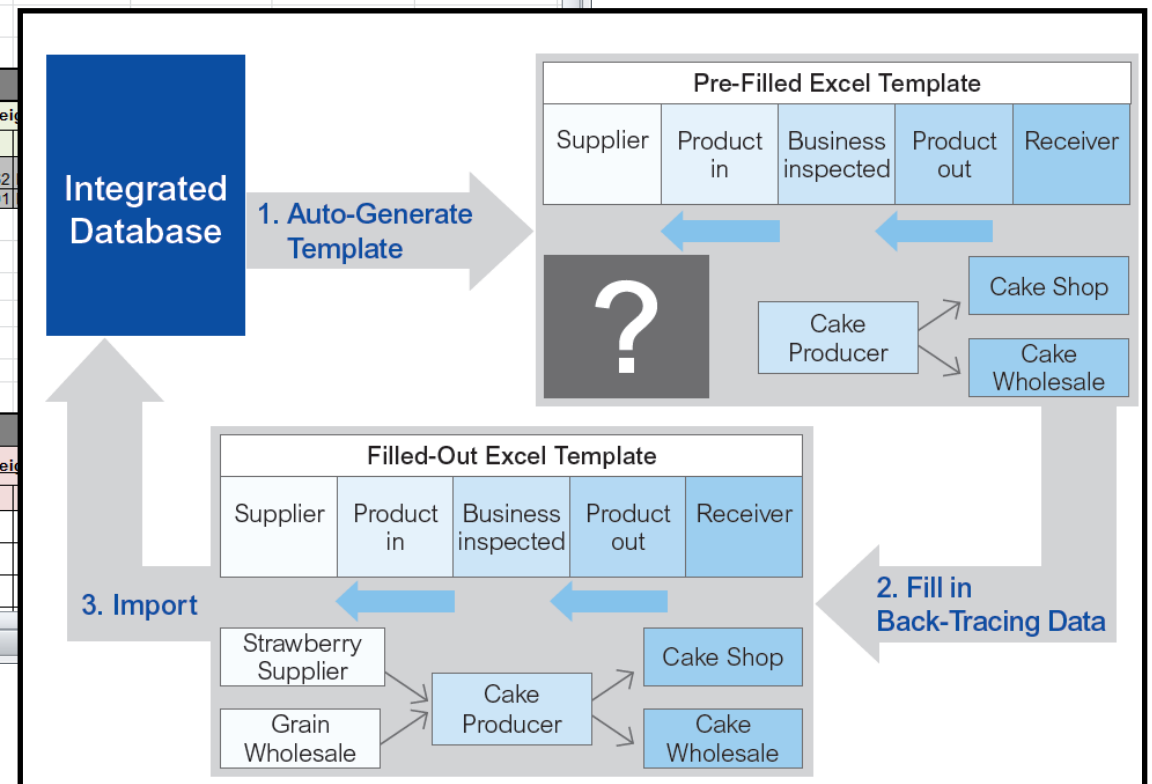 Integrated
Database
1. Auto-Generate
Template
Pre-Filled Excel Template
Supplier
Product
in
Business
inspected
Product
out
Receiver
?
Cake
Producer
Cake Shop
Cake
Wholesale
2. Fill in
Back-Tracing Data
Filled-Out Excel Template
Supplier
Product
in
Business
inspected
Product
out
Receiver
3. Import
Strawberry
Supplier
Grain
Wholesale
Cake
Producer
Cake Shop
Cake
Wholesale